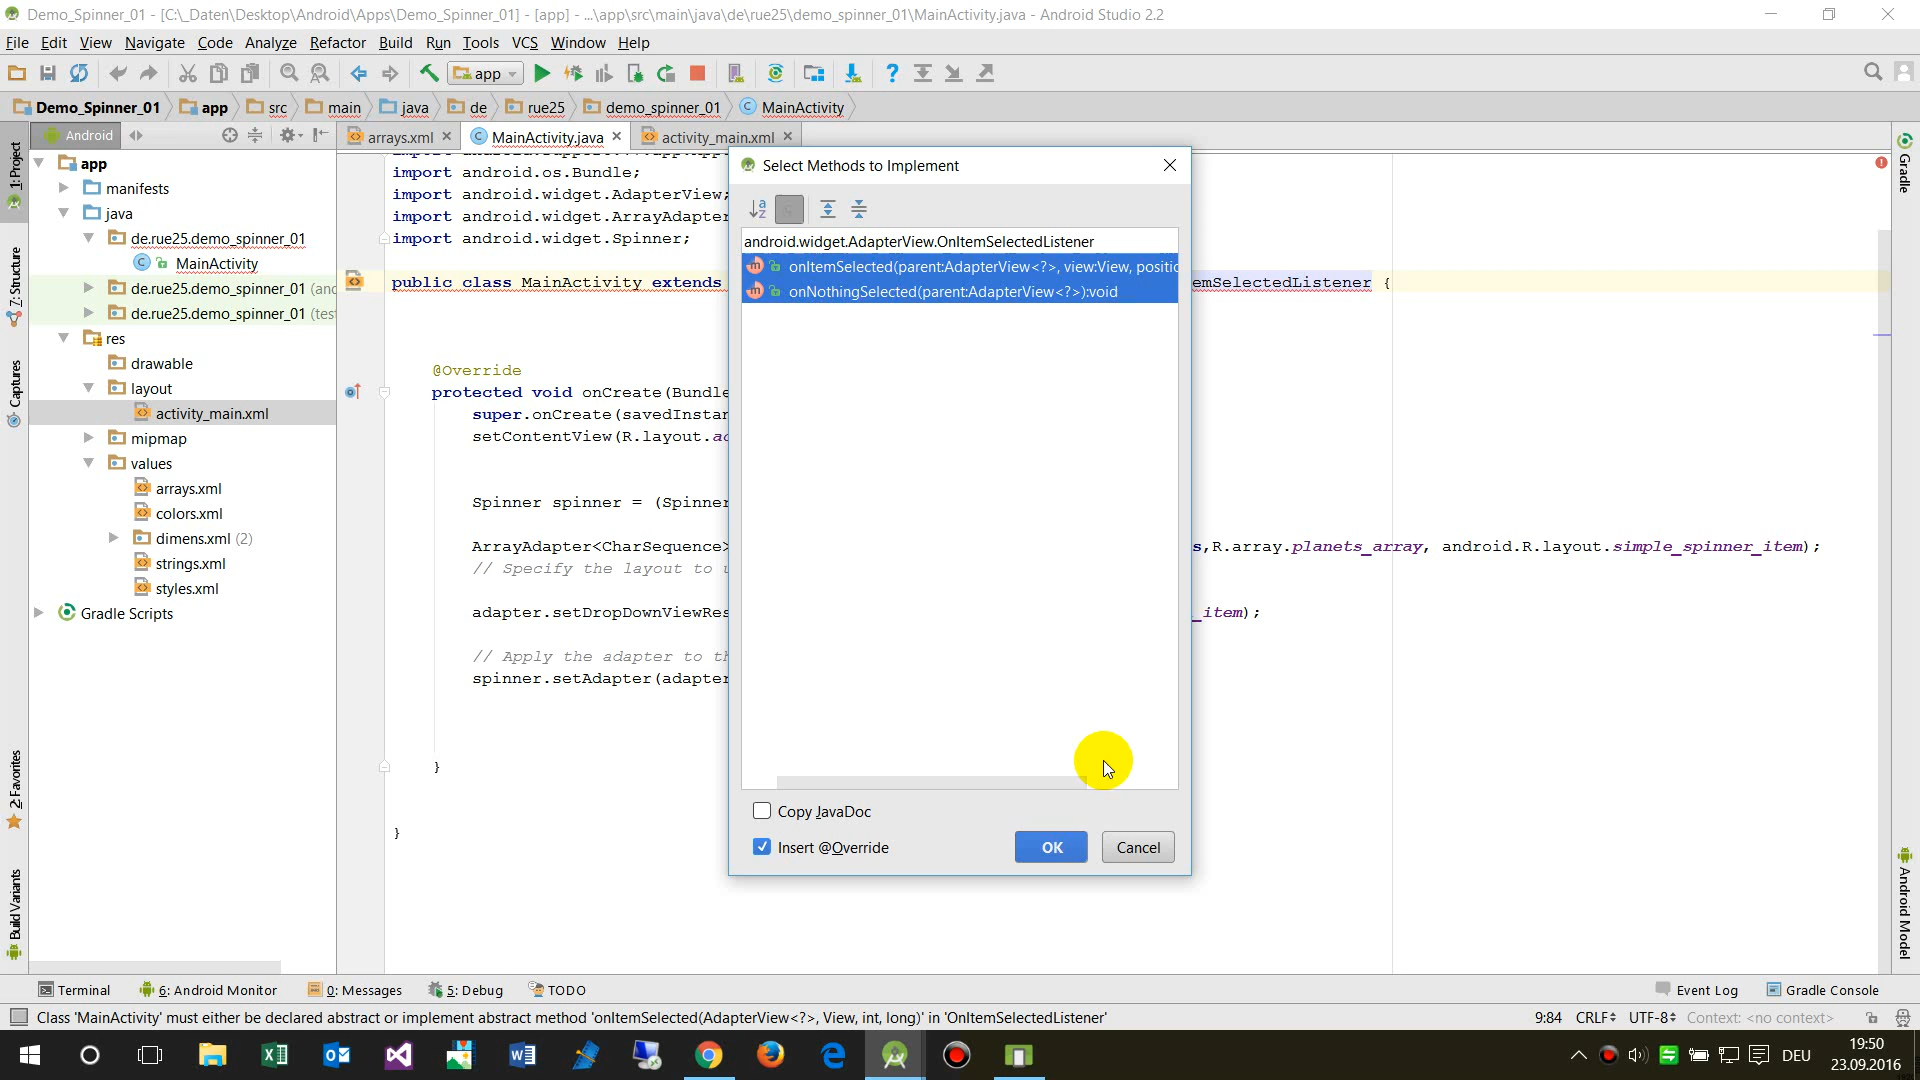 Demo_Spinner_01 - [C:\_Daten\Desktop\Android\Apps\Demo_Spinner_01] - [app] - ...\app\src\main\java\de\rue25\demo_spinner_01\MainActivity.java - Android Studio 2.2
File Edit View Navigate Code Analyze Refactor Build Run Tools VCS Window Help
app
Demo_Spinner_01 app src main java de rue25 demo_spinner_01 MainActivity
Android
arrays.xml MainActivity.java activity_main.xml
1: Project
7: Structure
Captures
2: Favorites
Build Variants
app
manifests
java
de.rue25.demo_spinner_01
MainActivity
de.rue25.demo_spinner_01 (and
de.rue25.demo_spinner_01 (test
res
drawable
layout
activity_main.xml
mipmap
values
arrays.xml
colors.xml
dimens.xml (2)
strings.xml
styles.xml
Gradle Scripts
import android.os.Bundle;
import android.widget.AdapterView;
import android.widget.ArrayAdapter
import android.widget.Spinner;
public class MainActivity extends
emSelectedListener {
@Override
protected void onCreate(Bundle
super.onCreate(savedInstan
setContentView(R.layout.ac
Spinner spinner = (Spinner
ArrayAdapter<CharSequence>
s,R.array.planets_array, android.R.layout.simple_spinner_item);
// Specify the layout to u
adapter.setDropDownViewRes
_item);
// Apply the adapter to th
spinner.setAdapter(adapter
}
}
Select Methods to Implement
android.widget.AdapterView.OnItemSelectedListener
onItemSelected(parent:AdapterView<?>, view:View, positio
onNothingSelected(parent:AdapterView<?>):void
Copy JavaDoc
Insert @Override
OK Cancel
Gradle
Android Model
Terminal 6: Android Monitor 0: Messages 5: Debug TODO Event Log Gradle Console
Class 'MainActivity' must either be declared abstract or implement abstract method 'onItemSelected(AdapterView<?>, View, int, long)' in 'OnItemSelectedListener' 9:84 CRLF UTF-8 Context: <no context>
DEU
19:50
23.09.2016